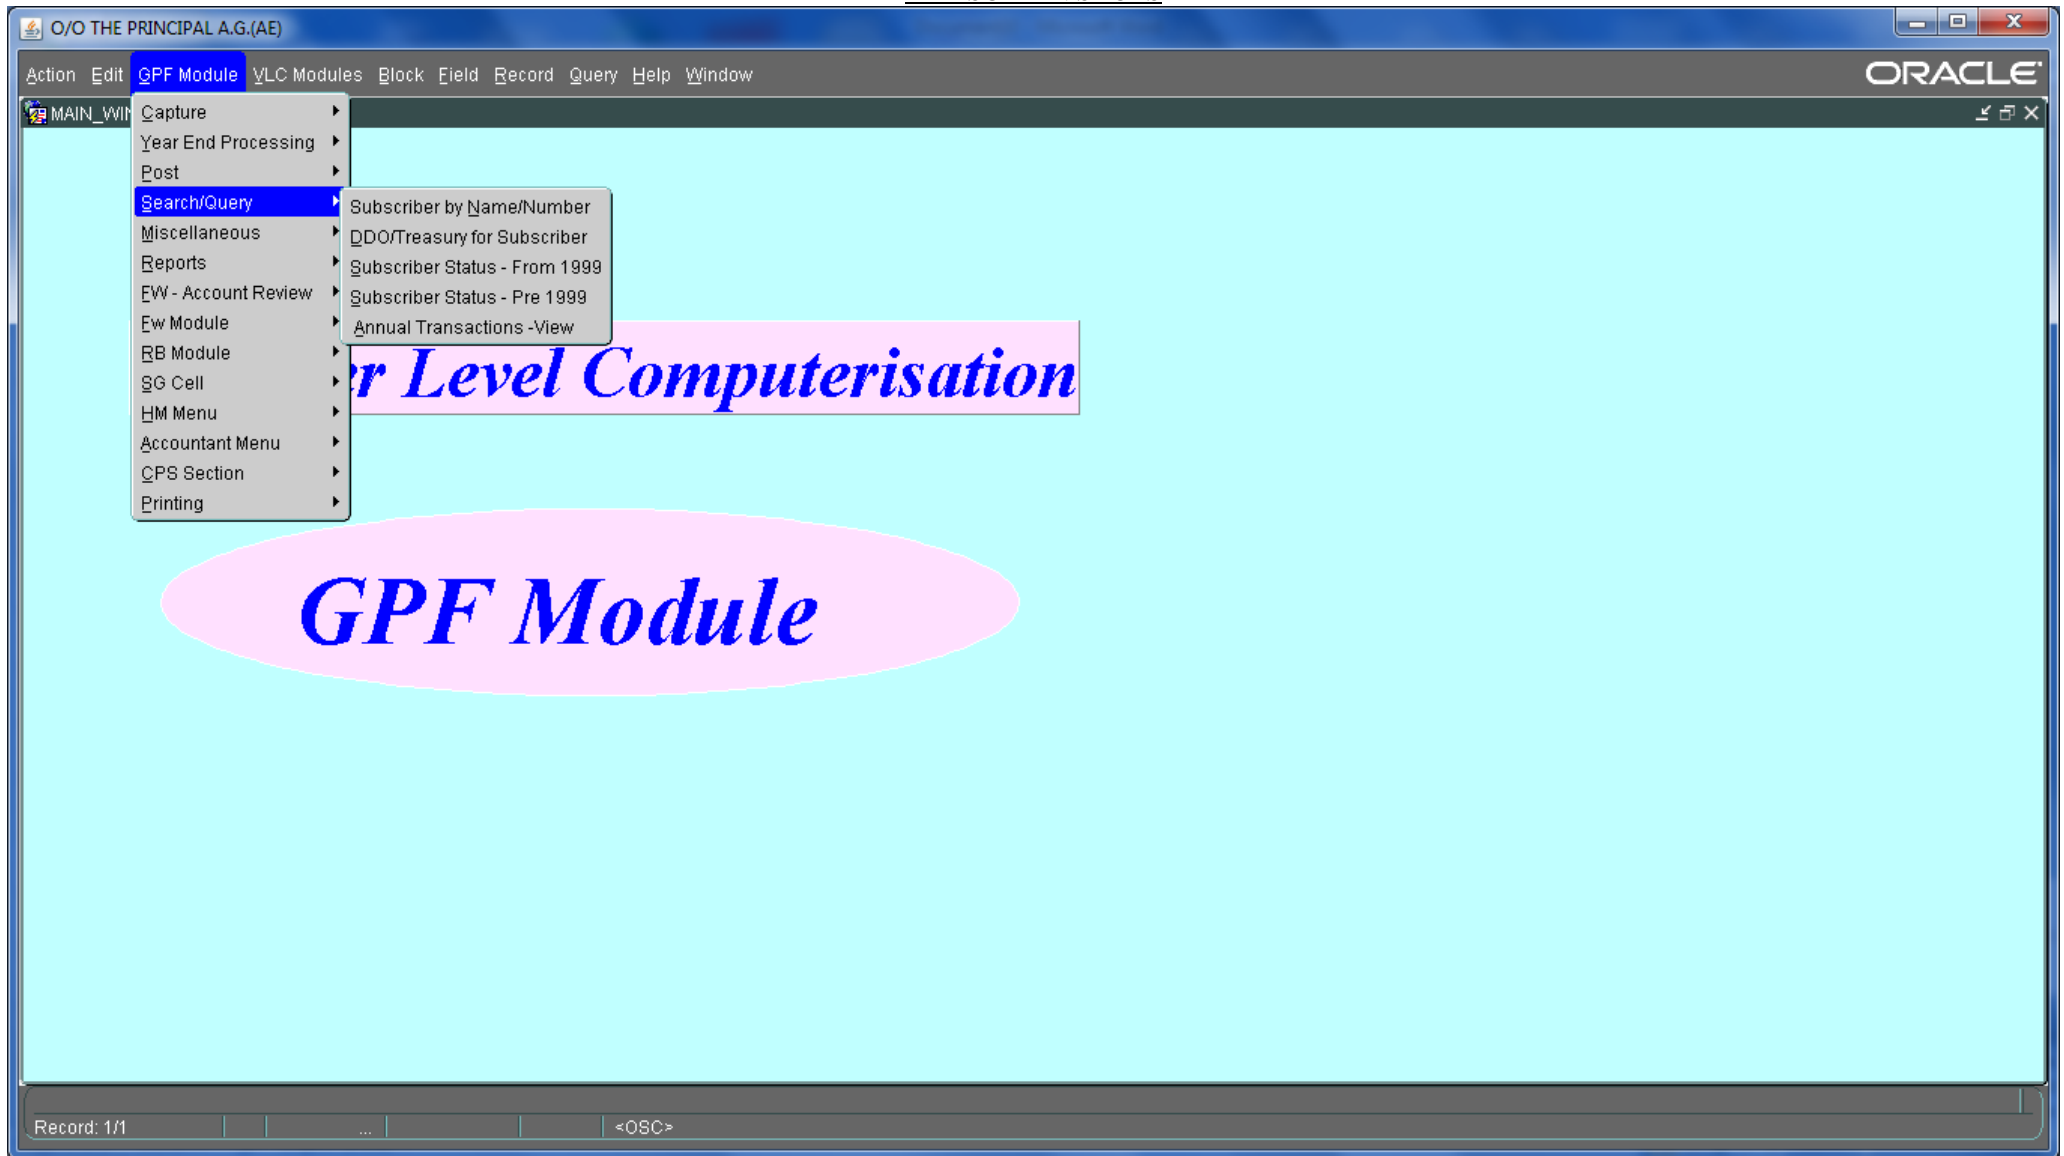 O/O THE PRINCIPAL A.G.(AE)
Action Edit GPF Module VLC Modules Block Field Record Query Help Window
ORACLE
MAIN_WIN
Capture
Year End Processing
Post
Search/Query
Miscellaneous
Reports
FW - Account Review
Fw Module
RB Module
SG Cell
HM Menu
Accountant Menu
CPS Section
Printing
Subscriber by Name/Number
DDO/Treasury for Subscriber
Subscriber Status - From 1999
Subscriber Status - Pre 1999
Annual Transactions -View
er Level Computerisation
GPF Module
Record: 1/1 ... <OSC>